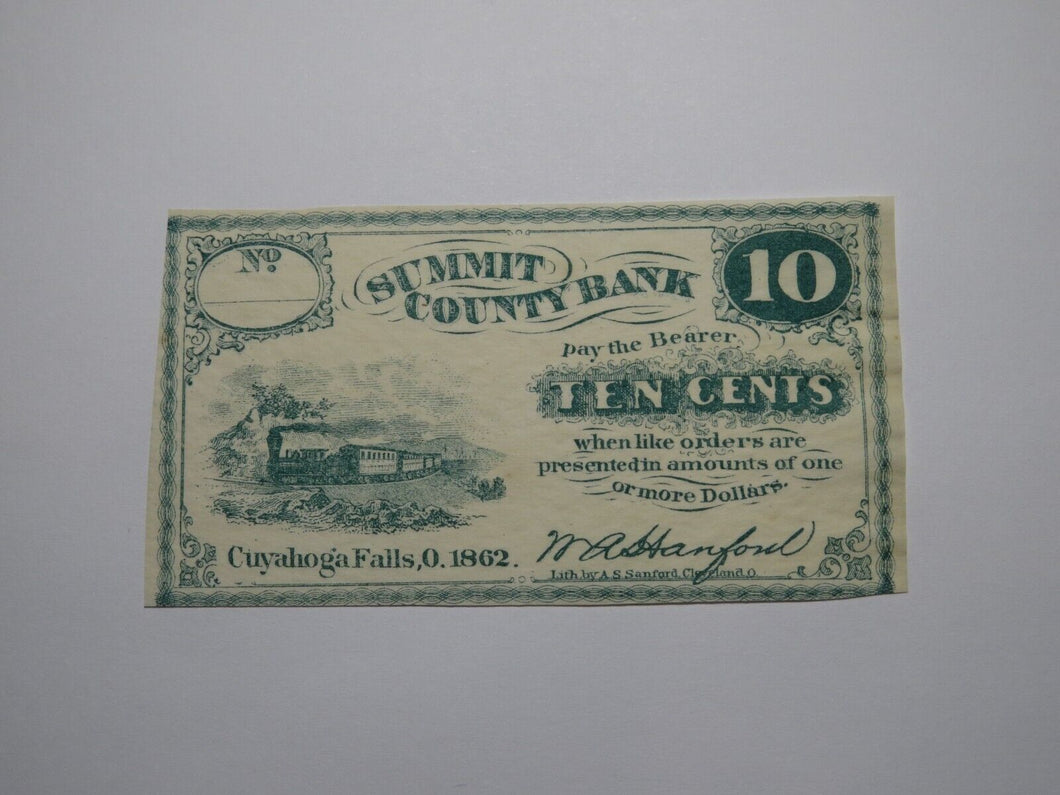 No.
SUMMIT
COUNTY BANK
10
pay the Bearer
TEN CENTS
when like orders are
presented in amounts of one
or more Dollars.
Cuyahoga Falls, O. 1862.
W A Hanford
Lith. by A. S. Sanford, Cleveland. O.